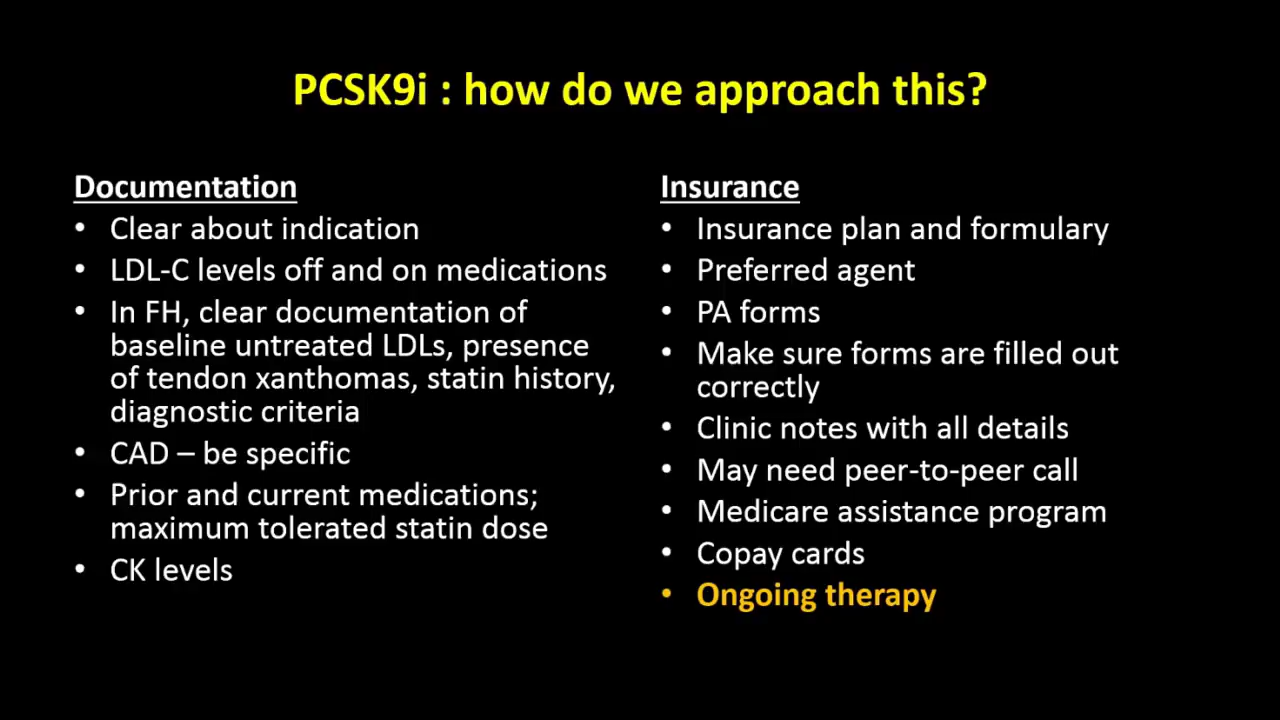 PCSK9i : how do we approach this?
Documentation
• Clear about indication
• LDL-C levels off and on medications
• In FH, clear documentation of
baseline untreated LDLs, presence
of tendon xanthomas, statin history,
diagnostic criteria
• CAD – be specific
• Prior and current medications;
maximum tolerated statin dose
• CK levels
Insurance
• Insurance plan and formulary
• Preferred agent
• PA forms
• Make sure forms are filled out
correctly
• Clinic notes with all details
• May need peer-to-peer call
• Medicare assistance program
• Copay cards
• Ongoing therapy